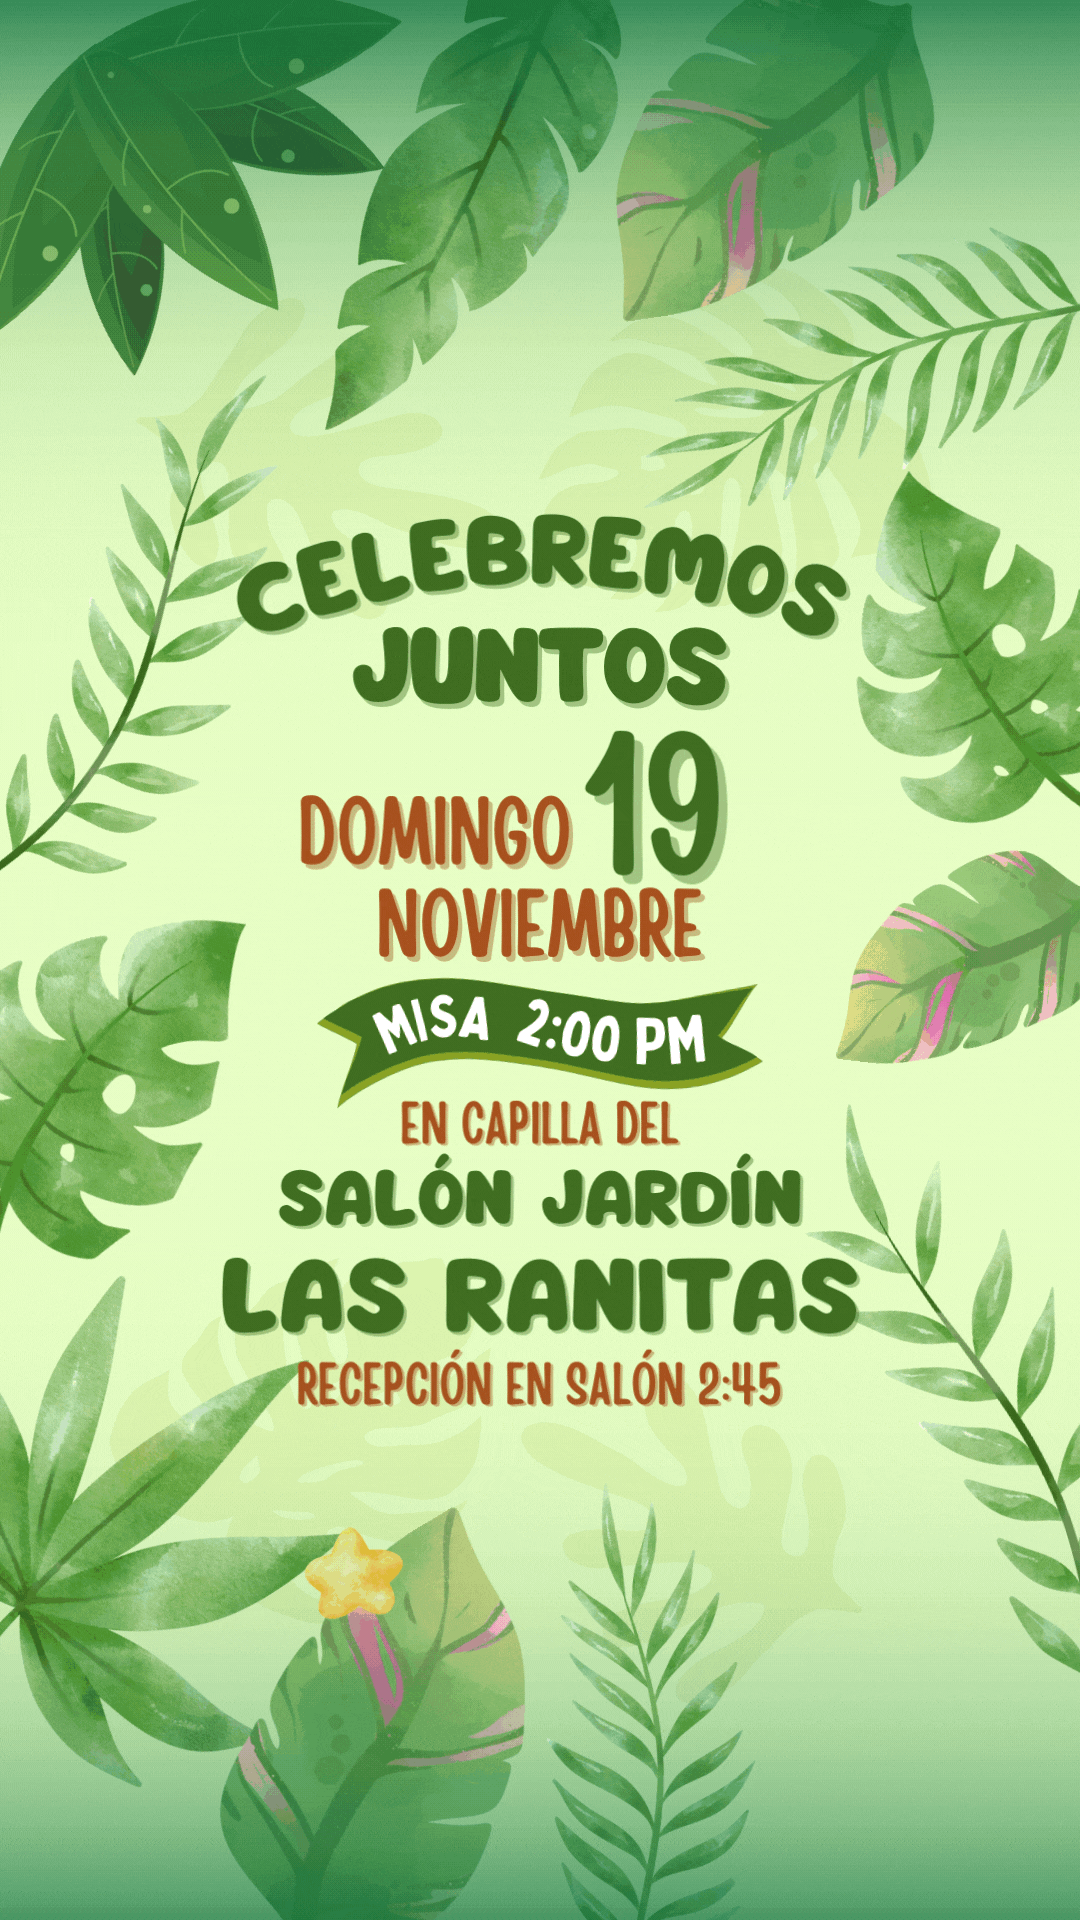 CELEBREMOS
JUNTOS
DOMINGO 19
NOVIEMBRE
MISA 2:00 PM
EN CAPILLA DEL
SALÓN JARDÍN
LAS RANITAS
RECEPCIÓN EN SALÓN 2:45